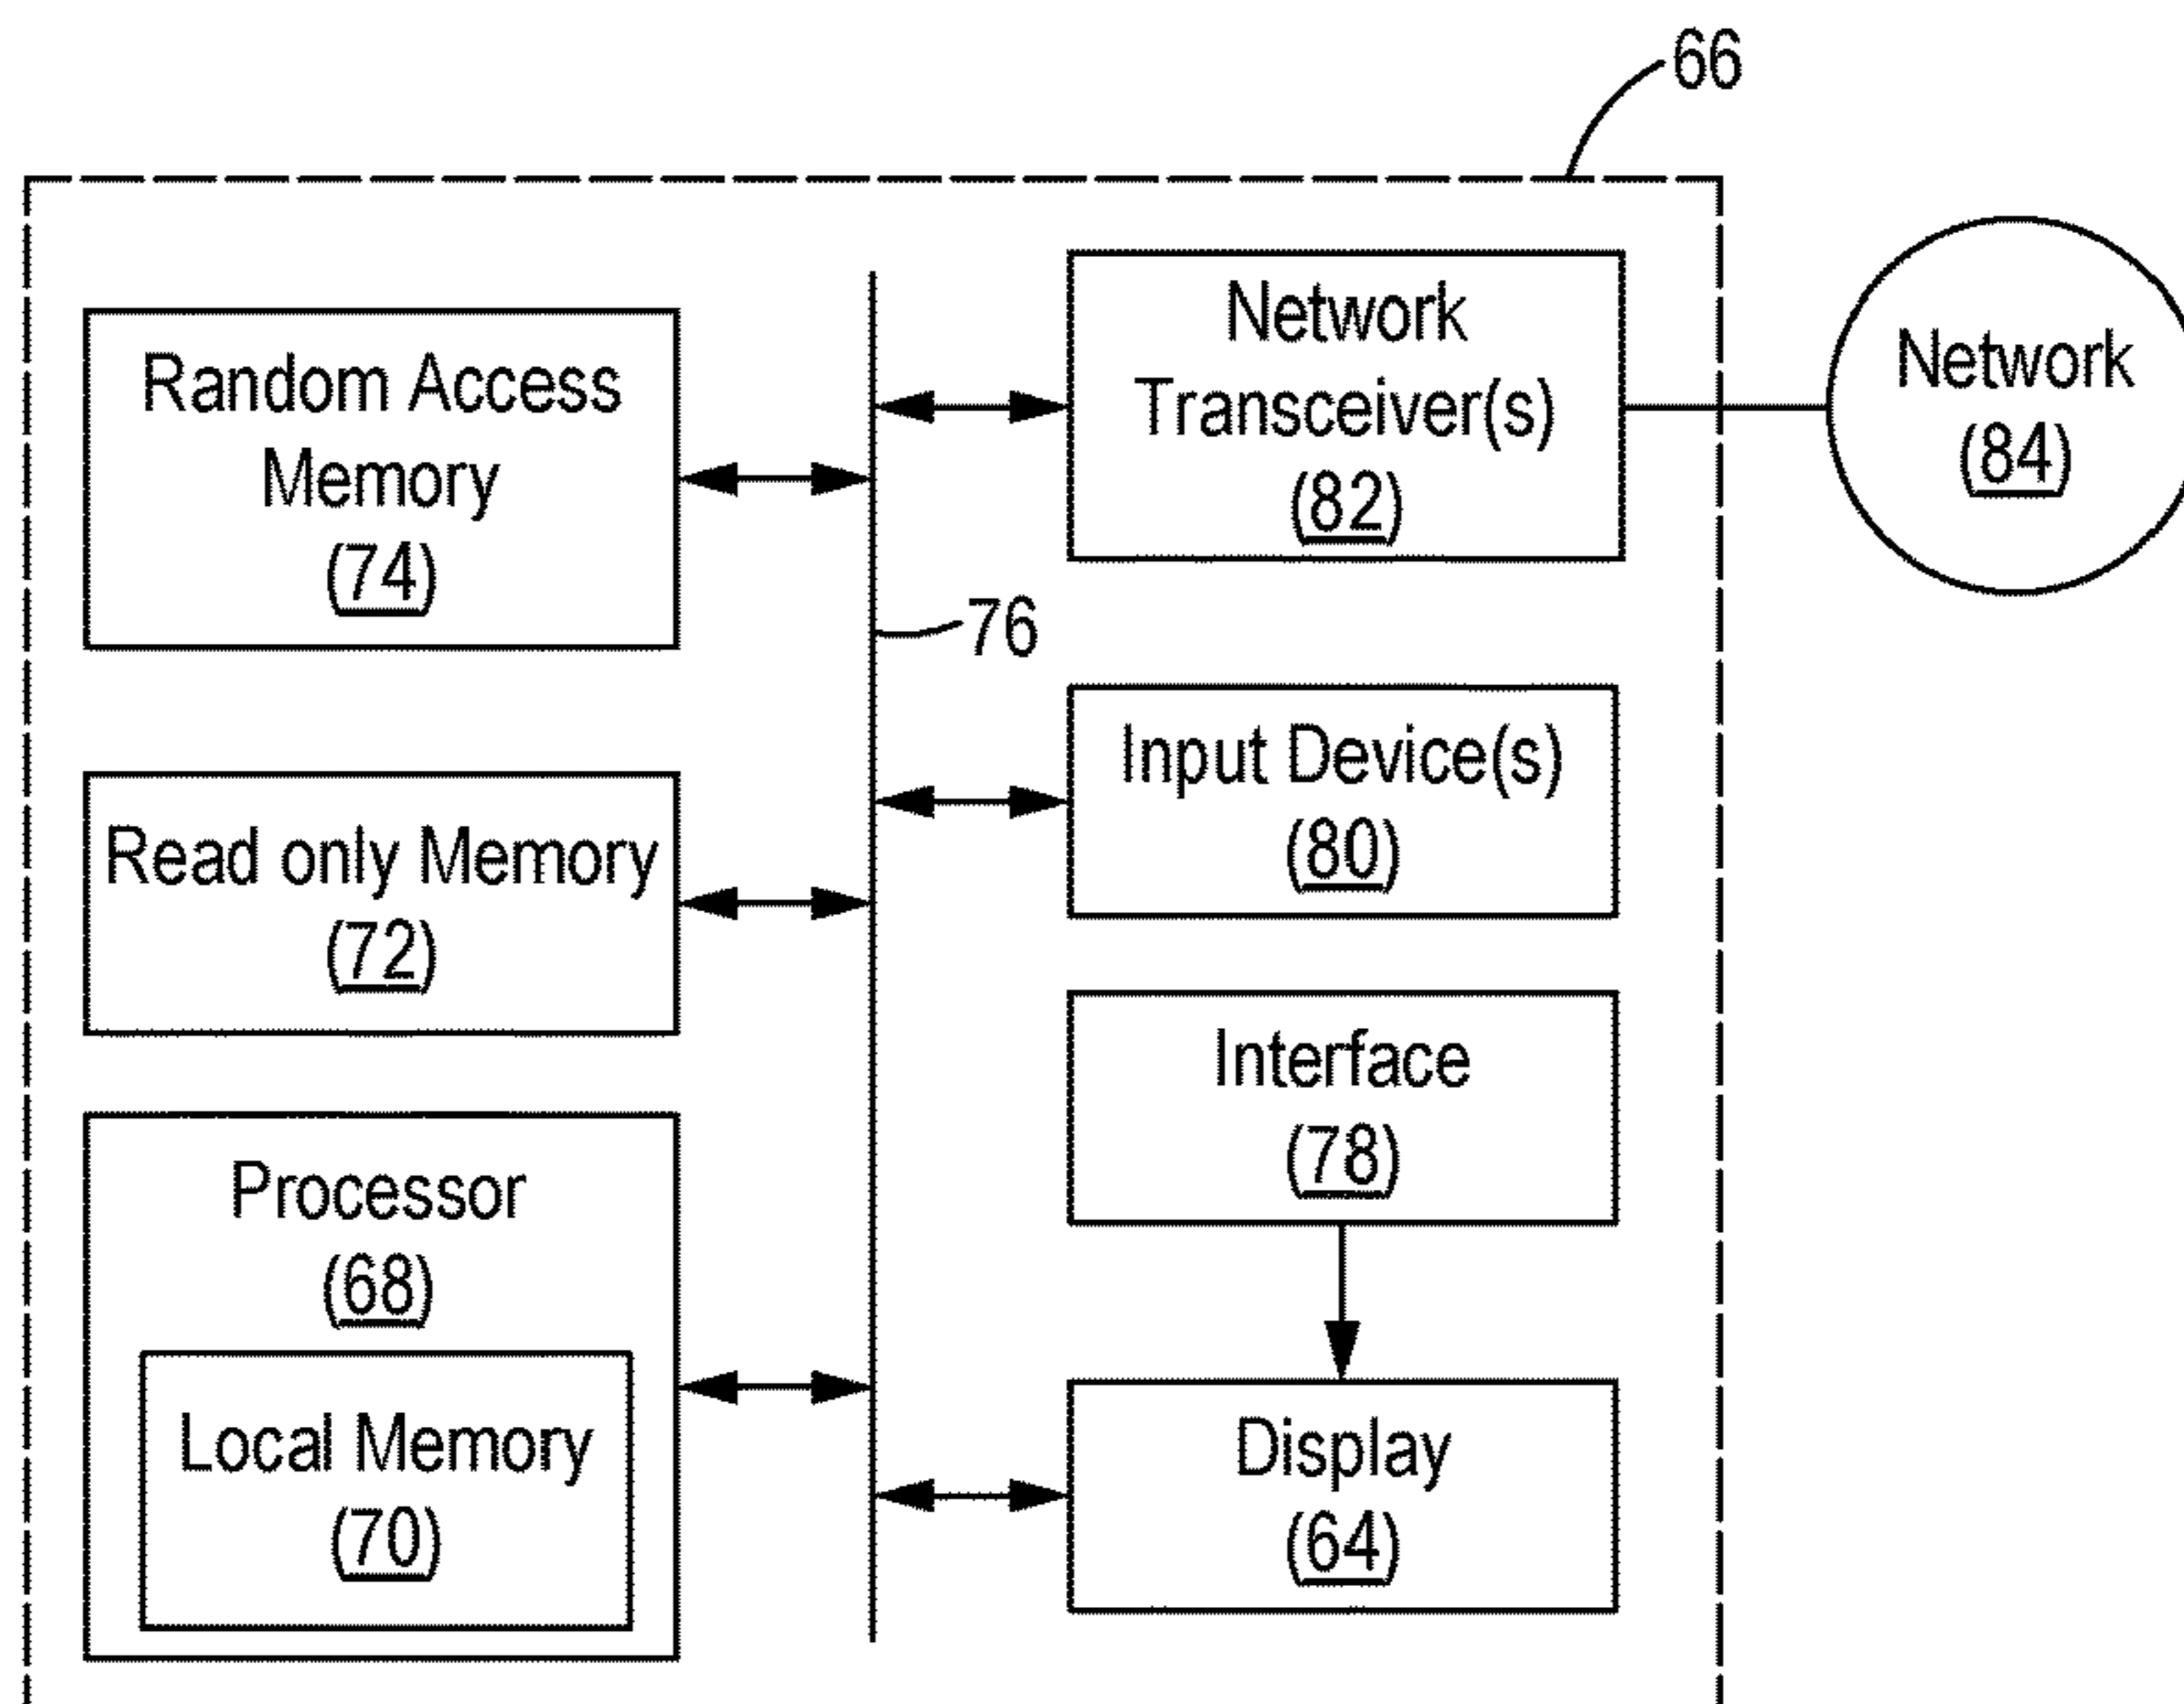 66
Random Access
Memory
(74)
Network
Transceiver(s)
(82)
Network
(84)
76
Read only Memory
(72)
Input Device(s)
(80)
Interface
(78)
Processor
(68)
Local Memory
(70)
Display
(64)